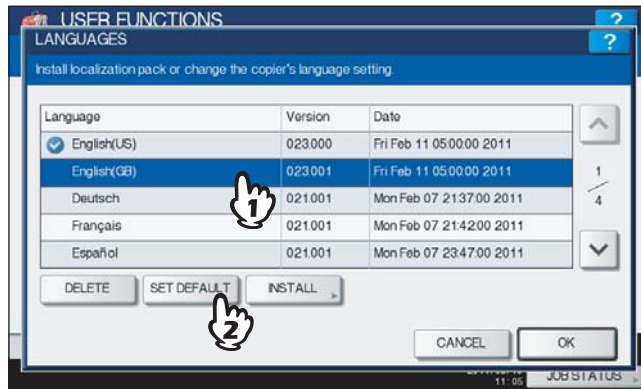 USER FUNCTIONS ?
LANGUAGES ?
Install localization pack or change the copier's language setting.
Language Version Date
English(US) 023.000 Fri Feb 11 05:00:00 2011
English(GB) 023.001 Fri Feb 11 05:00:00 2011
Deutsch 021.001 Mon Feb 07 21:37:00 2011
Français 021.001 Mon Feb 07 21:42:00 2011
Español 021.001 Mon Feb 07 23:47:00 2011
1
4
1
DELETE SET DEFAULT INSTALL
2
CANCEL OK
11:05 JOB STATUS